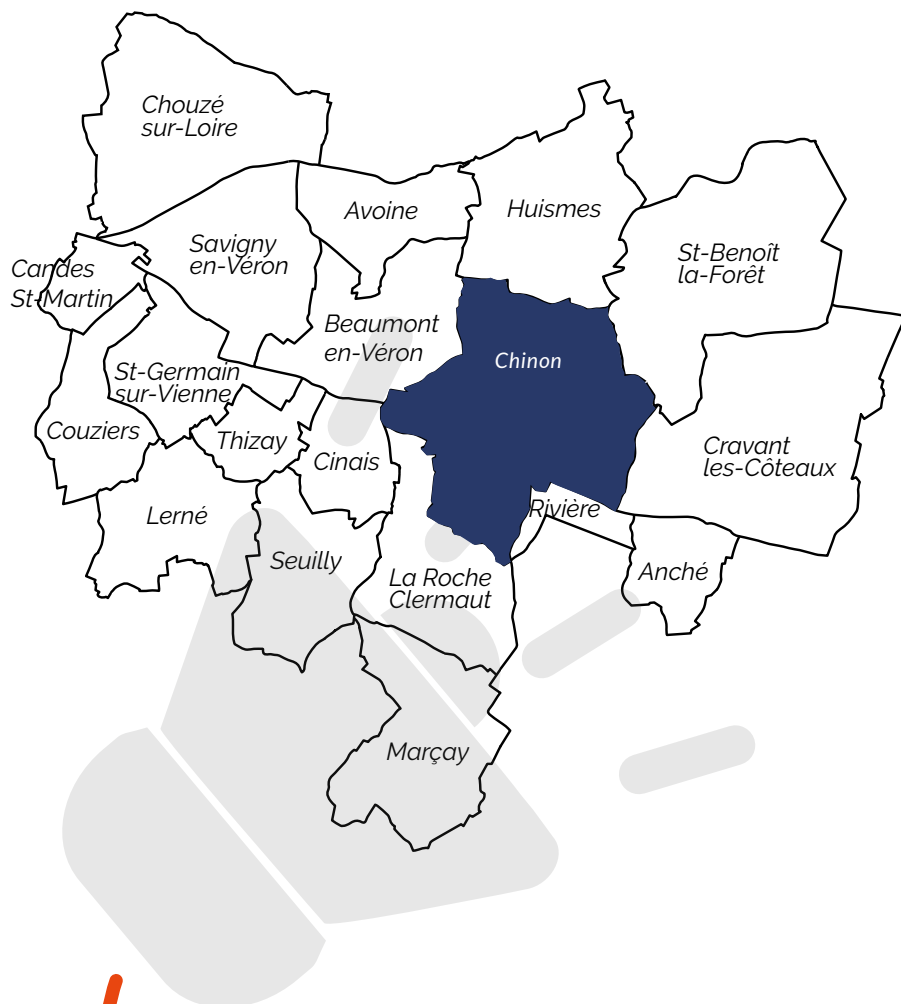 Chouzé
sur-Loire
Avoine
Huismes
Savigny
en-Véron
St-Benoît
la-Forêt
Candes
St-Martin
Beaumont
en-Véron
Chinon
St-Germain
sur-Vienne
Couziers
Thizay
Cinais
Cravant
les-Côteaux
Lerné
Rivière
Seuilly
La Roche
Clermaut
Anché
Marçay